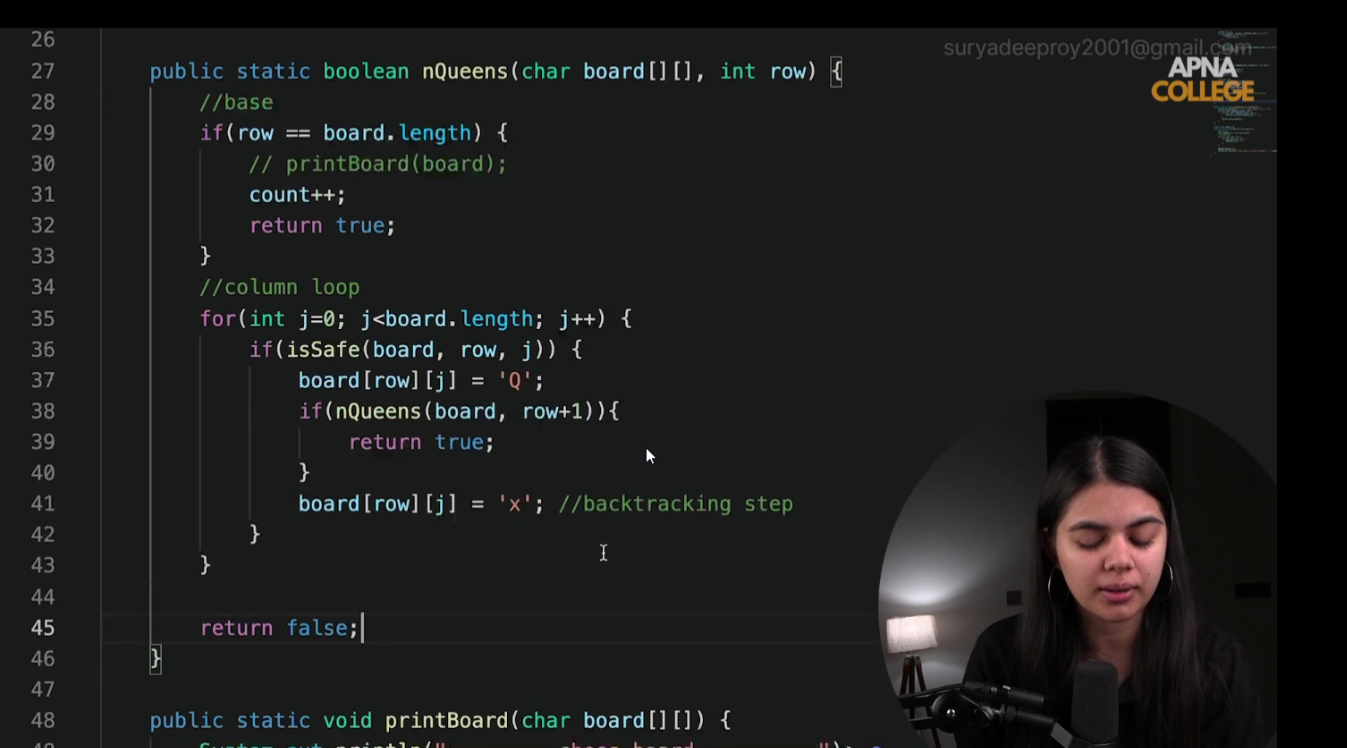 suryadeeproy2001@gmail.com
APNA
COLLEGE
26
27 public static boolean nQueens(char board[][], int row) {
28 //base
29 if(row == board.length) {
30 // printBoard(board);
31 count++;
32 return true;
33 }
34 //column loop
35 for(int j=0; j<board.length; j++) {
36 if(isSafe(board, row, j)) {
37 board[row][j] = 'Q';
38 if(nQueens(board, row+1)){
39 return true;
40 }
41 board[row][j] = 'x'; //backtracking step
42 }
43 }
44
45 return false;
46 }
47
48 public static void printBoard(char board[][]) {